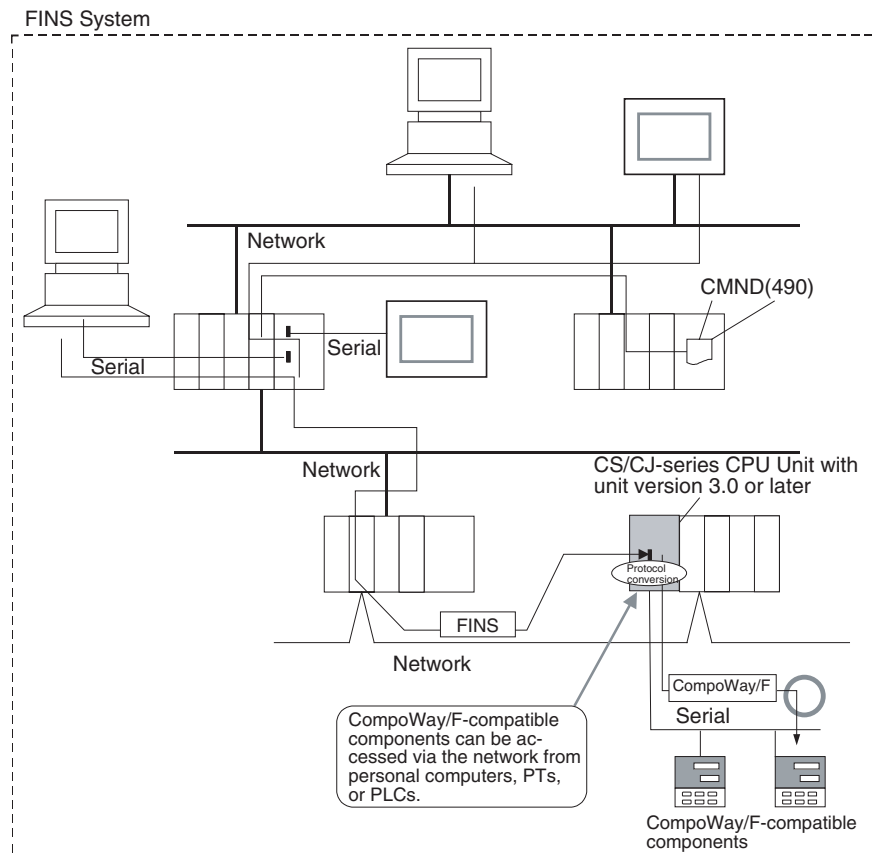 FINS System
Network
CMND(490)
Serial
Serial
Network
CS/CJ-series CPU Unit with
unit version 3.0 or later
Protocol
conversion
FINS
Network
CompoWay/F
Serial
CompoWay/F-compatible
components can be ac-
cessed via the network from
personal computers, PTs,
or PLCs.
CompoWay/F-compatible
components